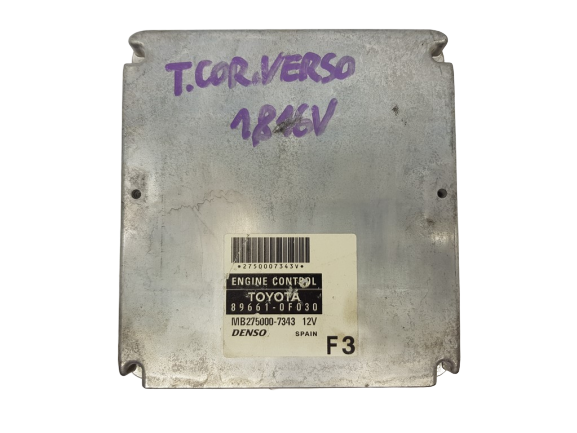 T.COR.VERSO
1,8 16V
*2750007343V*
ENGINE CONTROL
TOYOTA
89661-0F030
MB275000-7343 12V
DENSO SPAIN
F3